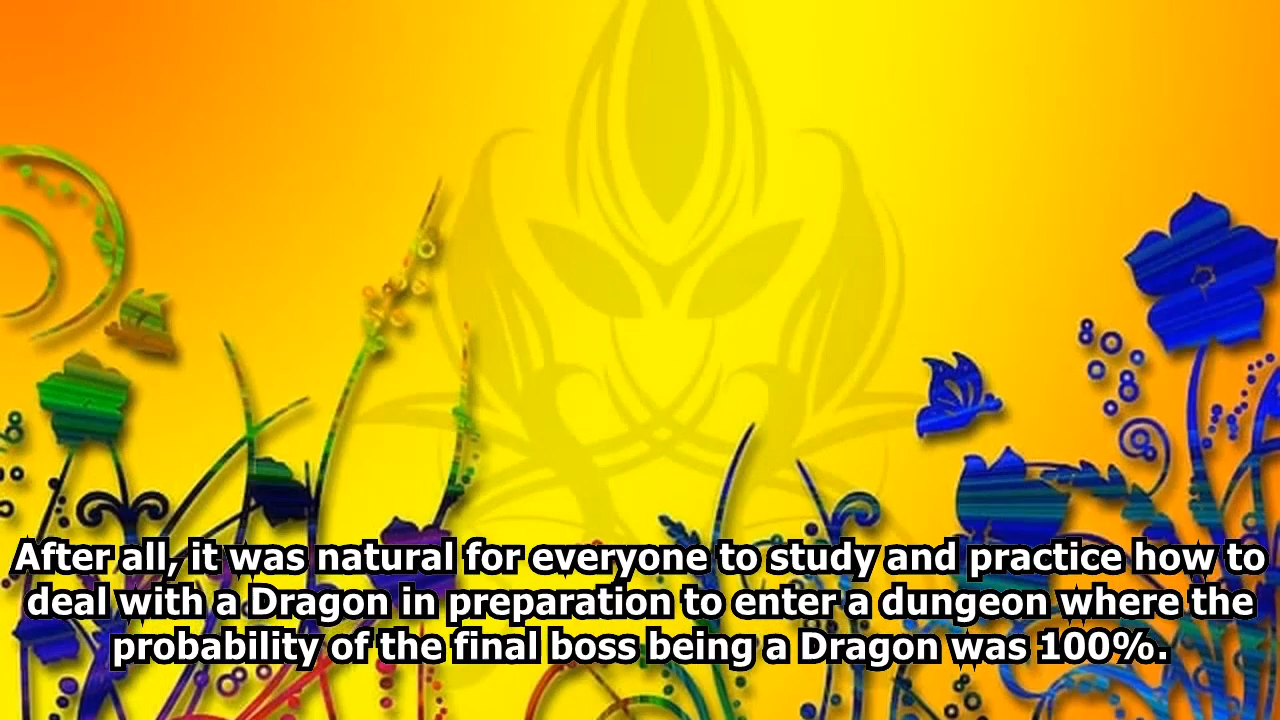 After all, it was natural for everyone to study and practice how to
deal with a Dragon in preparation to enter a dungeon where the
probability of the final boss being a Dragon was 100%.